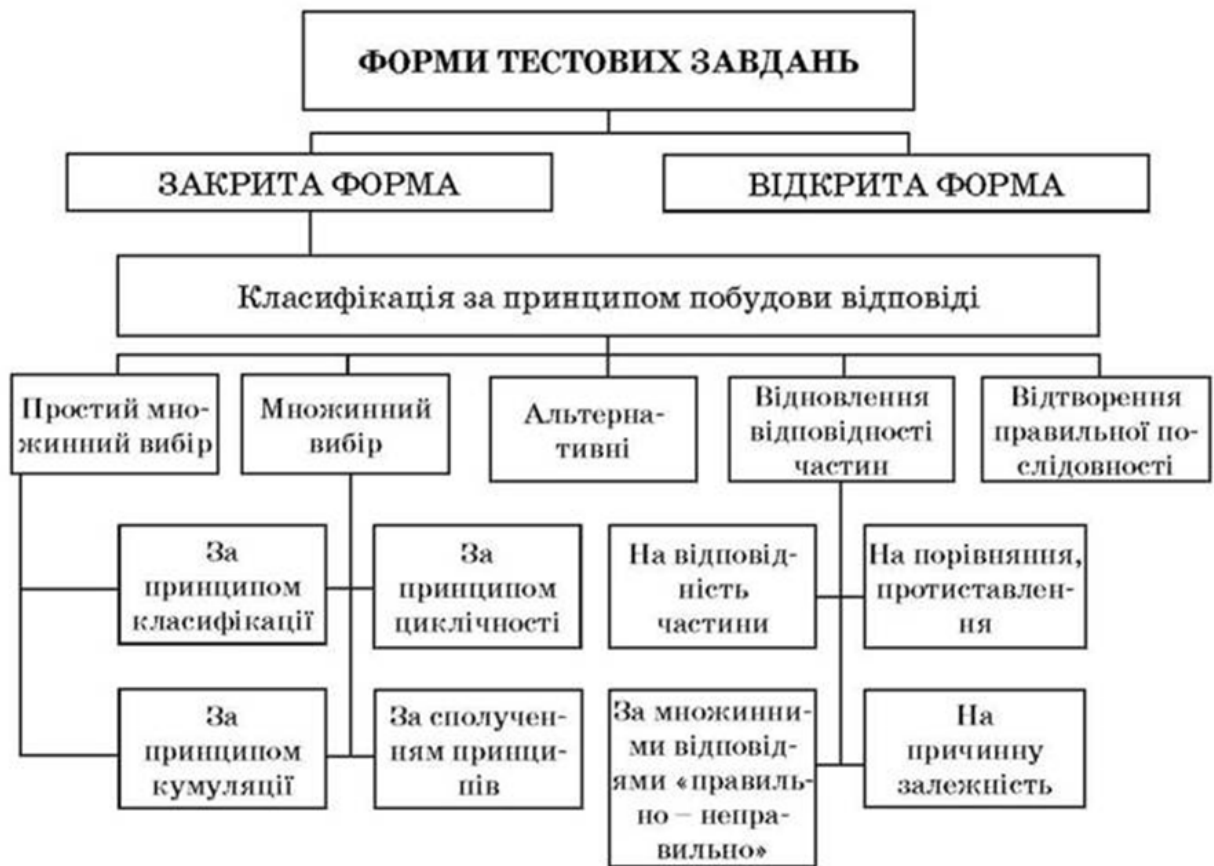 ФОРМИ ТЕСТОВИХ ЗАВДАНЬ
ЗАКРИТА ФОРМА
ВІДКРИТА ФОРМА
Класифікація за принципом побудови відповіді
Простий мно-
жинний вибір
Множинний
вибір
Альтерна-
тивні
Відновлення
відповідності
частин
Відтворення
правильної по-
слідовності
За
принципом
класифікації
За
принципом
циклічності
На відповід-
ність
частини
На порівняння,
протиставлен-
ня
За
принципом
кумуляції
За сполучен-
ням принци-
пів
За множинни-
ми відповід-
ями «правиль-
но – непра-
вильно»
На
причинну
залежність